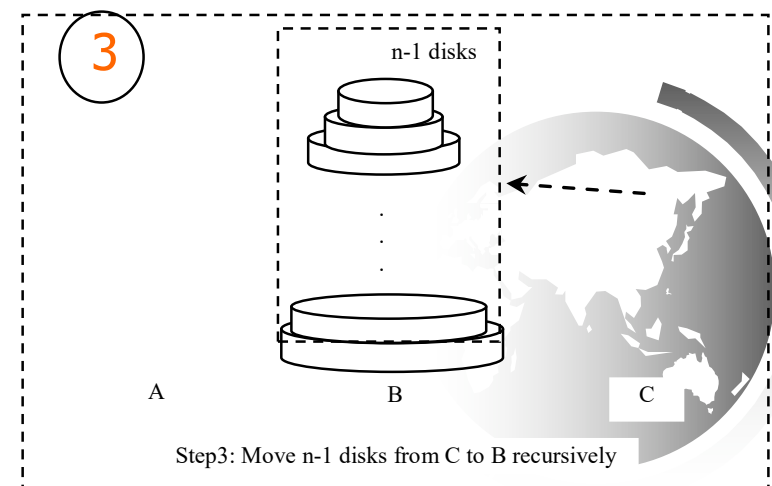 3
n-1 disks
.
.
.
A B C
Step3: Move n-1 disks from C to B recursively